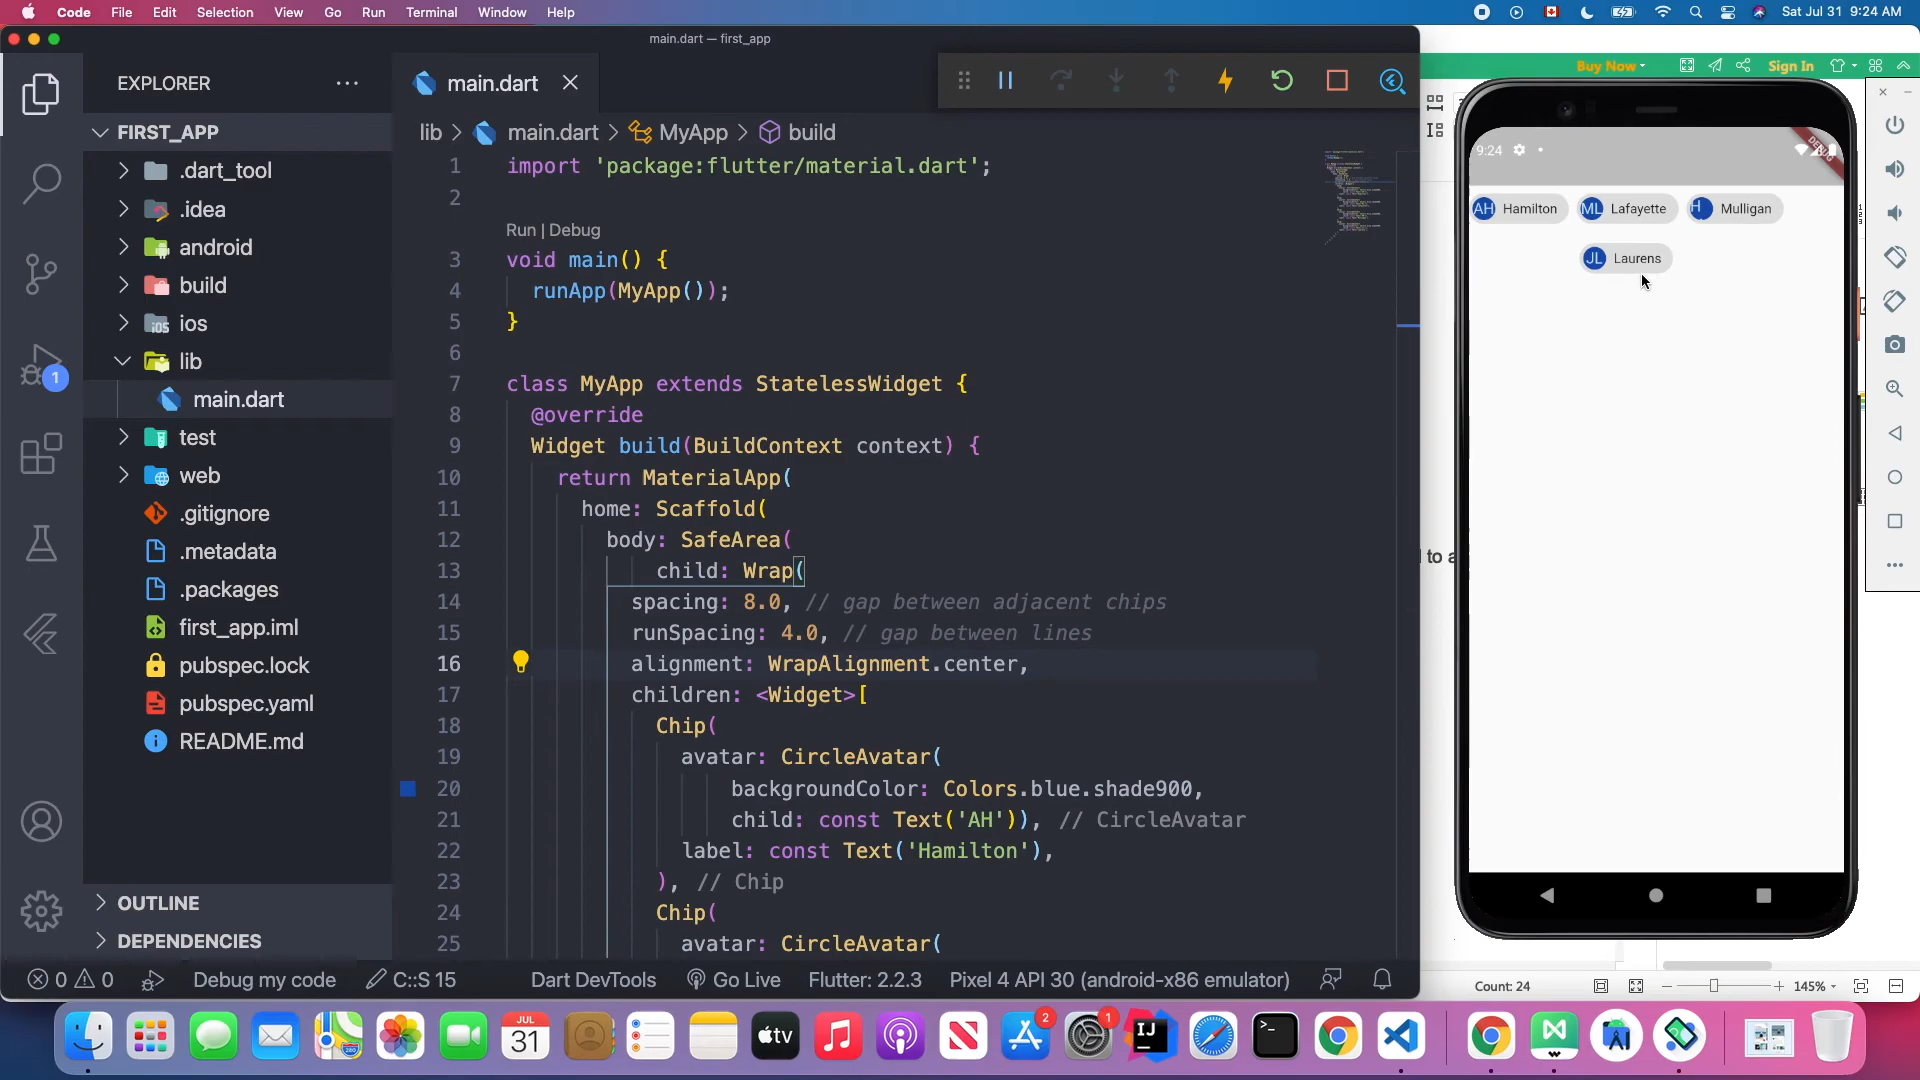 Code File Edit Selection View Go Run Terminal Window Help
Sat Jul 31 9:24 AM
main.dart — first_app
EXPLORER
main.dart
Buy Now
Sign In
FIRST_APP
lib > main.dart > MyApp > build
.dart_tool
.idea
android
build
ios
lib
main.dart
test
web
.gitignore
.metadata
.packages
first_app.iml
pubspec.lock
pubspec.yaml
README.md
OUTLINE
DEPENDENCIES
1
1 import 'package:flutter/material.dart';
2
Run | Debug
3 void main() {
4 runApp(MyApp());
5 }
6
7 class MyApp extends StatelessWidget {
8 @override
9 Widget build(BuildContext context) {
10 return MaterialApp(
11 home: Scaffold(
12 body: SafeArea(
13 child: Wrap(
14 spacing: 8.0, // gap between adjacent chips
15 runSpacing: 4.0, // gap between lines
16 alignment: WrapAlignment.center,
17 children: <Widget>[
18 Chip(
19 avatar: CircleAvatar(
20 backgroundColor: Colors.blue.shade900,
21 child: const Text('AH')), // CircleAvatar
22 label: const Text('Hamilton'),
23 ), // Chip
24 Chip(
25 avatar: CircleAvatar(
9:24
DEBUG
AH Hamilton ML Lafayette H Mulligan
JL Laurens
l to a
0 0 Debug my code C::S 15 Dart DevTools Go Live Flutter: 2.2.3 Pixel 4 API 30 (android-x86 emulator)
Count: 24
145%
JUL
31
tv
2
1
IJ